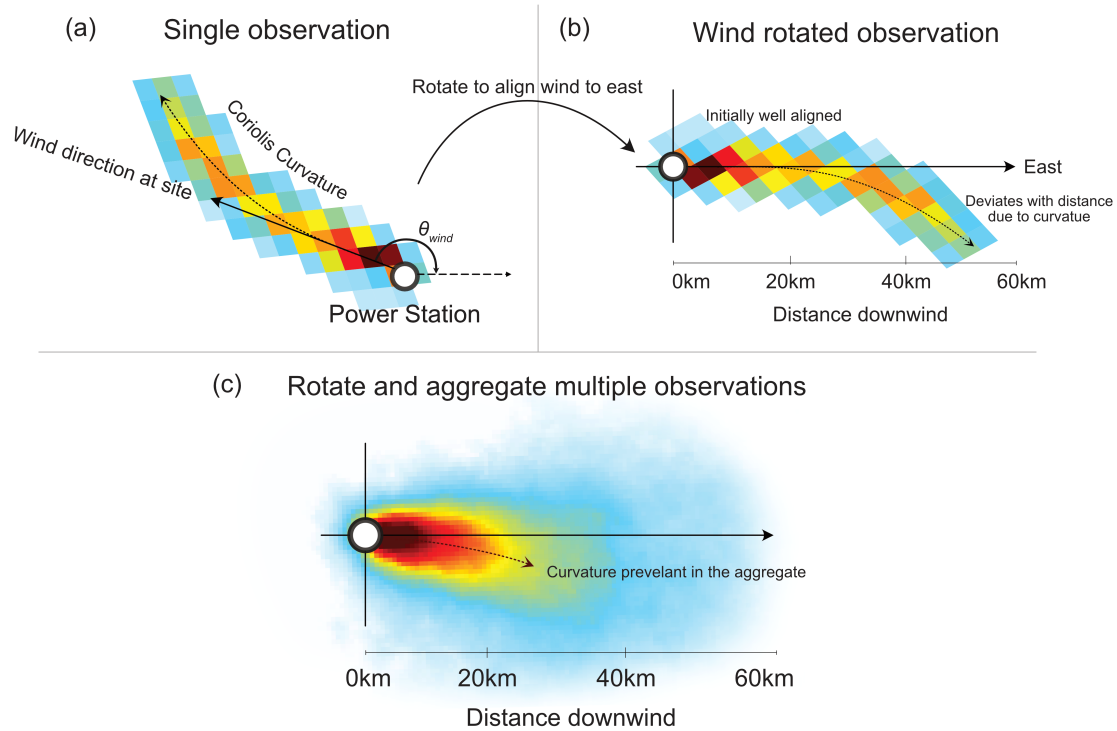 (a) Single observation
Coriolis Curvature
Wind direction at site
θwind
Power Station
Rotate to align wind to east
(b) Wind rotated observation
Initially well aligned
East
Deviates with distance
due to curvatue
0km 20km 40km 60km
Distance downwind
(c) Rotate and aggregate multiple observations
Curvature prevelant in the aggregate
0km 20km 40km 60km
Distance downwind